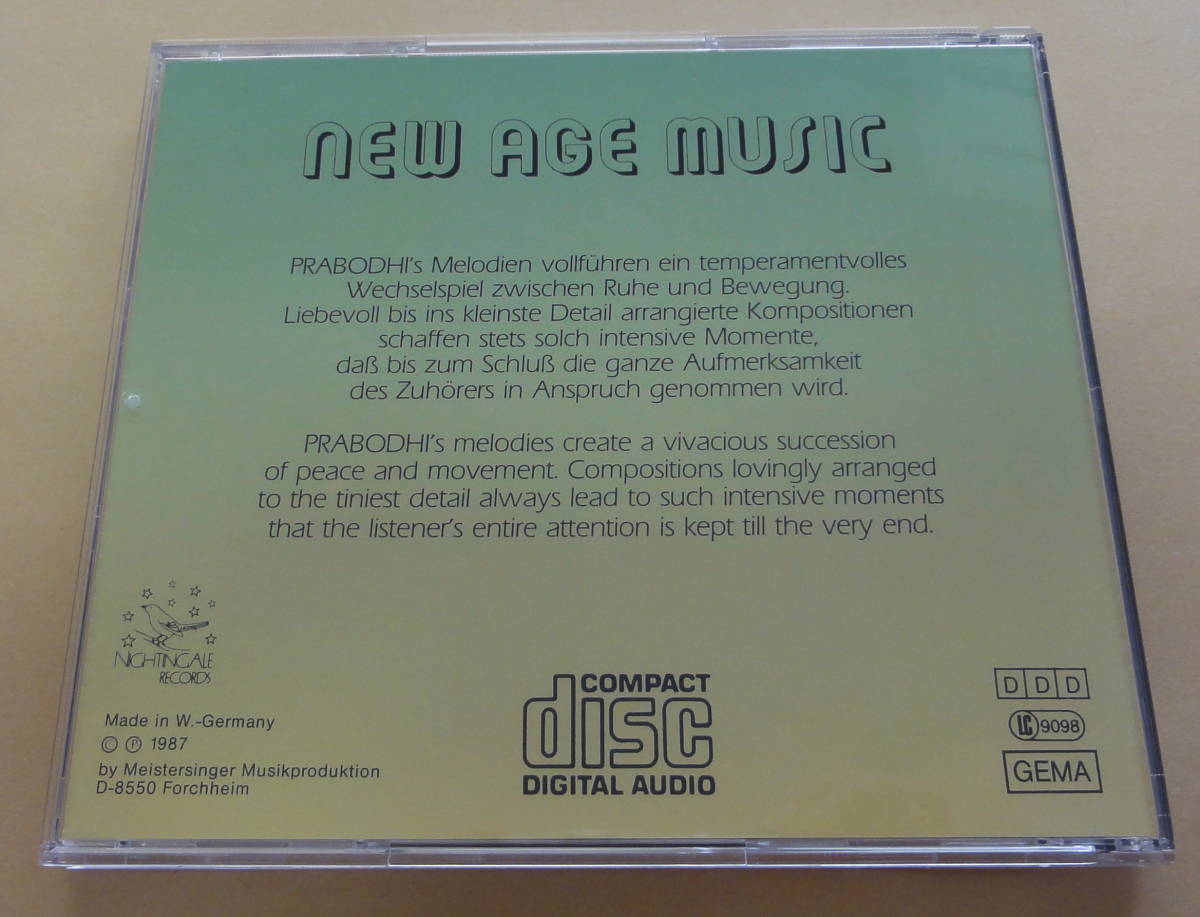 NEW AGE MUSIC
PRABODHI's Melodien vollführen ein temperamentvolles
Wechselspiel zwischen Ruhe und Bewegung.
Liebevoll bis ins kleinste Detail arrangierte Kompositionen
schaffen stets solch intensive Momente,
daß bis zum Schluß die ganze Aufmerksamkeit
des Zuhörers in Anspruch genommen wird.
PRABODHI's melodies create a vivacious succession
of peace and movement. Compositions lovingly arranged
to the tiniest detail always lead to such intensive moments
that the listener's entire attention is kept till the very end.
NIGHTINGALE
RECORDS
Made in W.-Germany
© ℗ 1987
by Meistersinger Musikproduktion
D-8550 Forchheim
COMPACT
disc
DIGITAL AUDIO
DDD
LC 9098
GEMA